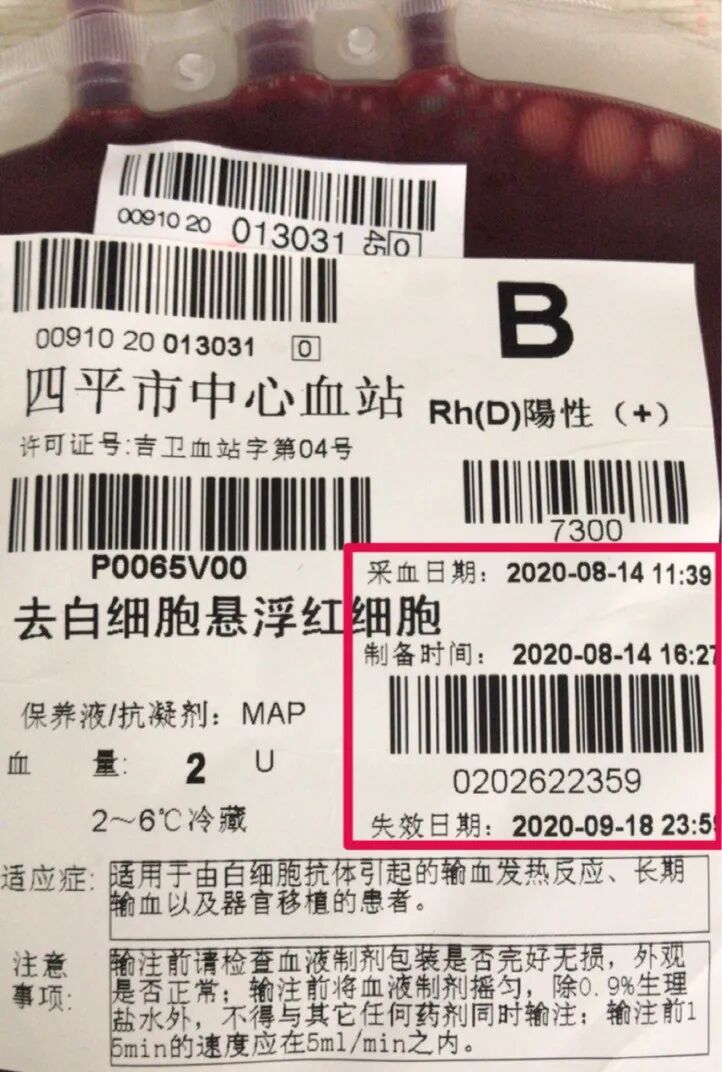 00910 20 013031 45 0
00910 20 013031 0
B
四平市中心血站
Rh(D)陽性（+）
许可证号:吉卫血站字第04号
7300
P0065V00
采血日期：2020-08-14 11:39
去白细胞悬浮红细胞
制备时间：2020-08-14 16:27
保养液/抗凝剂：MAP
血 量: 2 U
0202622359
2～6℃冷藏
失效日期：2020-09-18 23:59
适应症:
适用于由白细胞抗体引起的输血发热反应、长期
输血以及器官移植的患者。
注意
事项:
输注前请检查血液制剂包装是否完好无损，外观
是否正常；输注前将血液制剂摇匀，除0.9%生理
盐水外，不得与其它任何药剂同时输注；输注前1
5min的速度应在5ml/min之内。